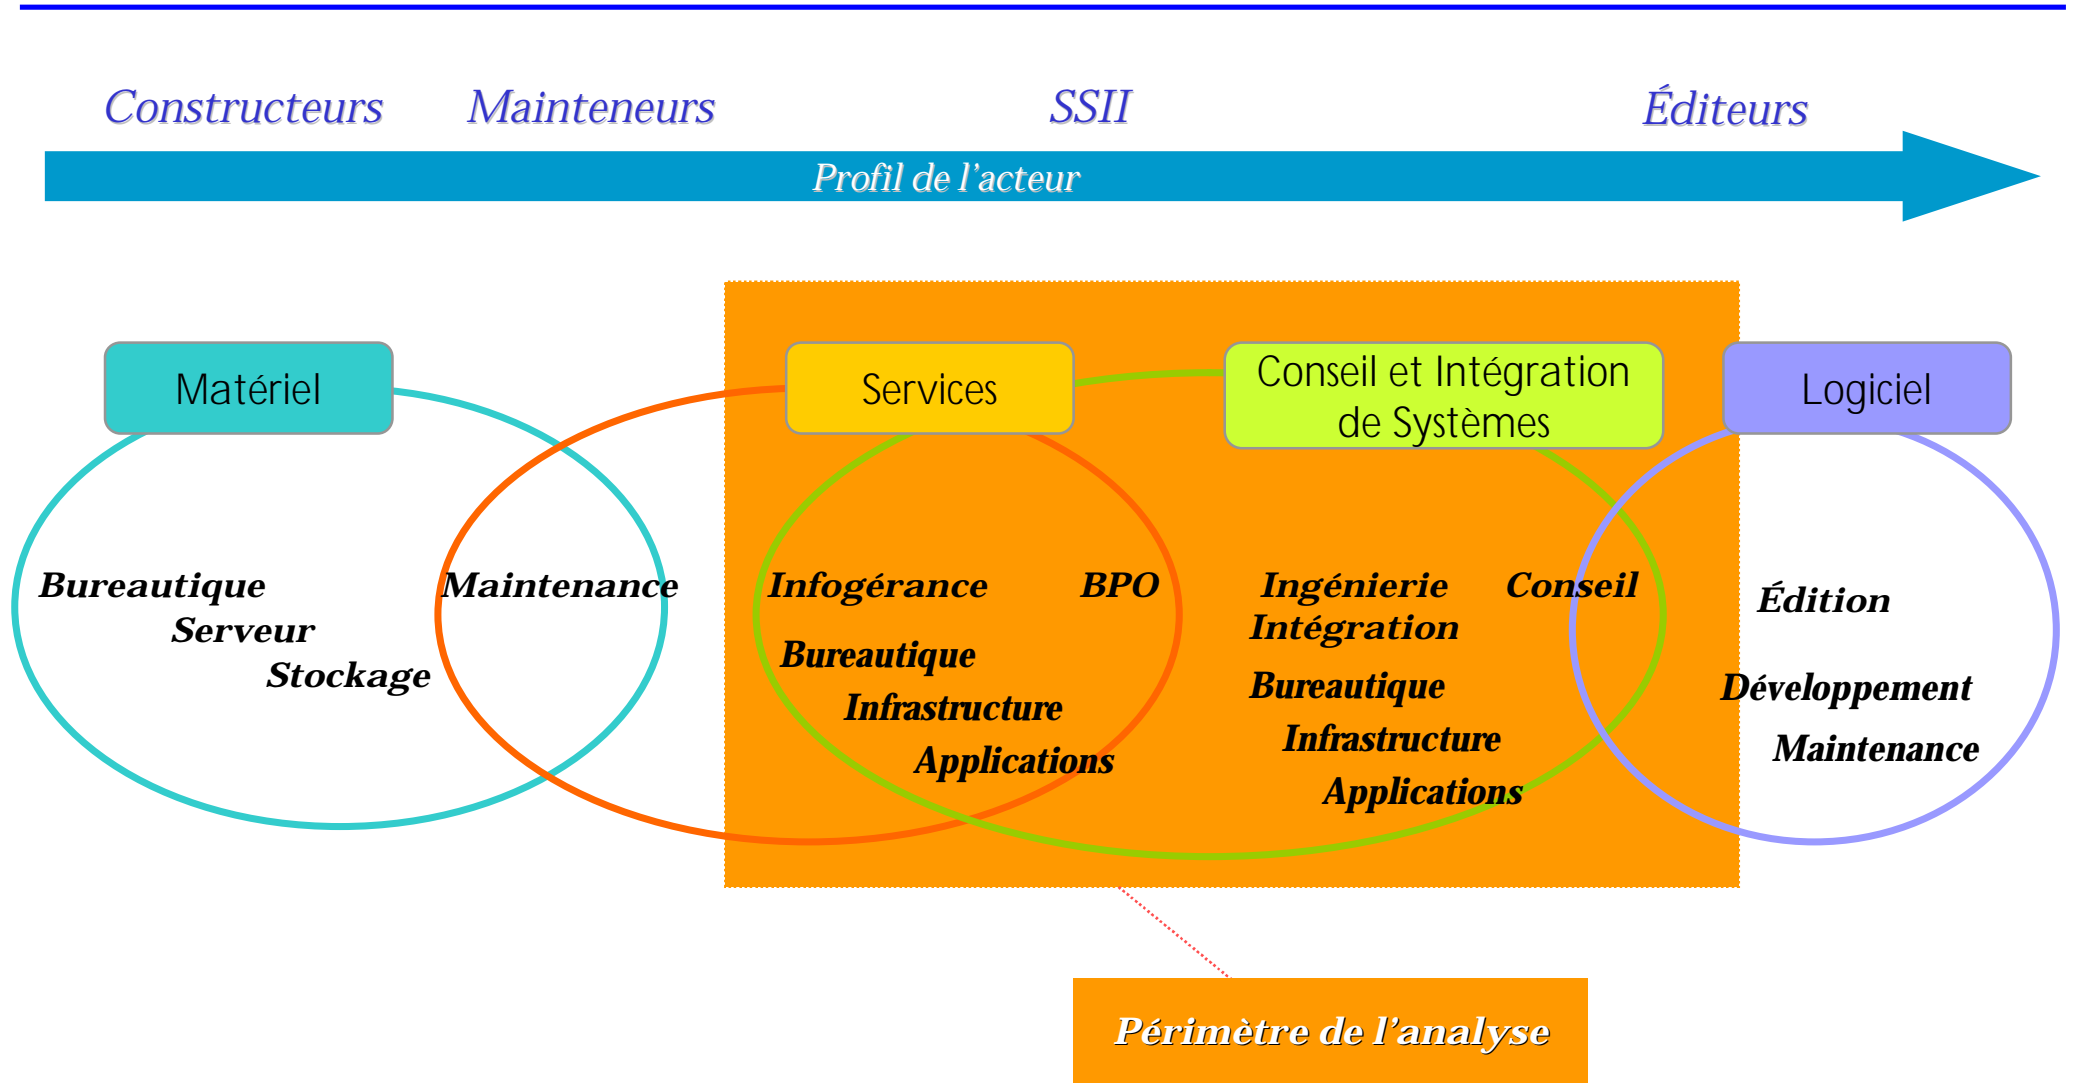 Constructeurs
Mainteneurs
SSII
Éditeurs
Profil de l’acteur
Matériel
Services
Conseil et Intégration
de Systèmes
Logiciel
Bureautique
Serveur
Stockage
Maintenance
Infogérance
Bureautique
Infrastructure
Applications
BPO
Ingénierie
Intégration
Bureautique
Infrastructure
Applications
Conseil
Édition
Développement
Maintenance
Périmètre de l’analyse